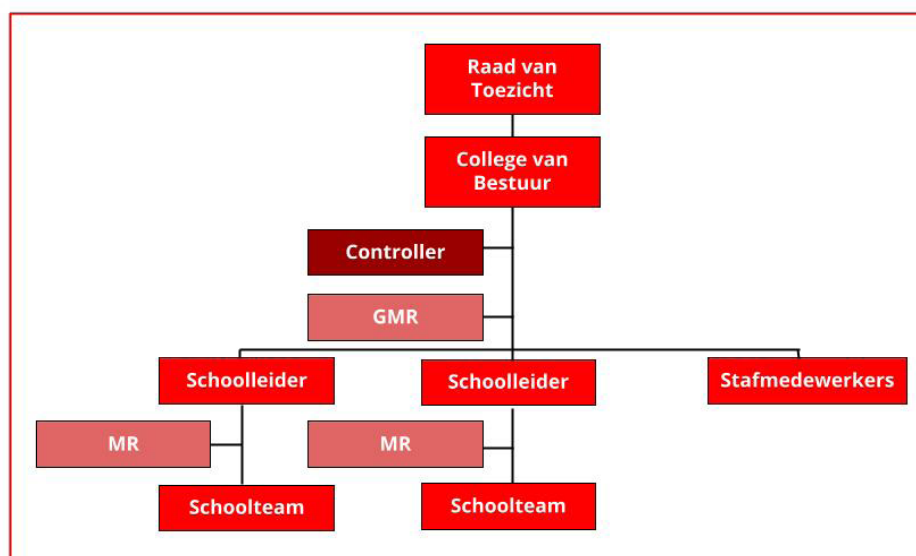 Raad van
Toezicht
College van
Bestuur
Controller
GMR
Schoolleider
Schoolleider
Stafmedewerkers
MR
MR
Schoolteam
Schoolteam